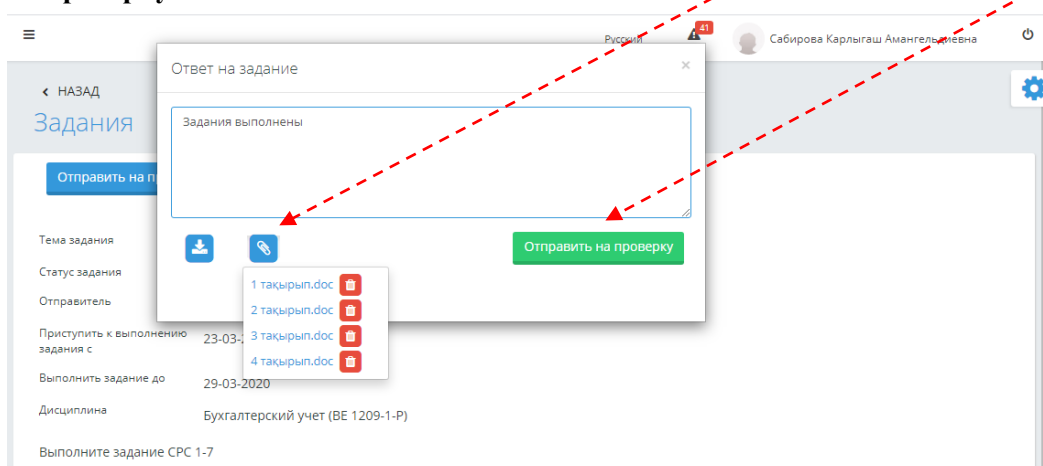 ≡
Русский
41
Сабирова Карлыгаш Амангельдиевна
Ответ на задание
×
‹ НАЗАД
Задания
Задания выполнены
Отправить на п
Отправить на проверку
Тема задания
Статус задания
1 тақырып.doc
Отправитель
2 тақырып.doc
Приступить к выполнению задания с
23-03-
3 тақырып.doc
4 тақырып.doc
Выполнить задание до
29-03-2020
Дисциплина
Бухгалтерский учет (BE 1209-1-P)
Выполните задание СРС 1-7